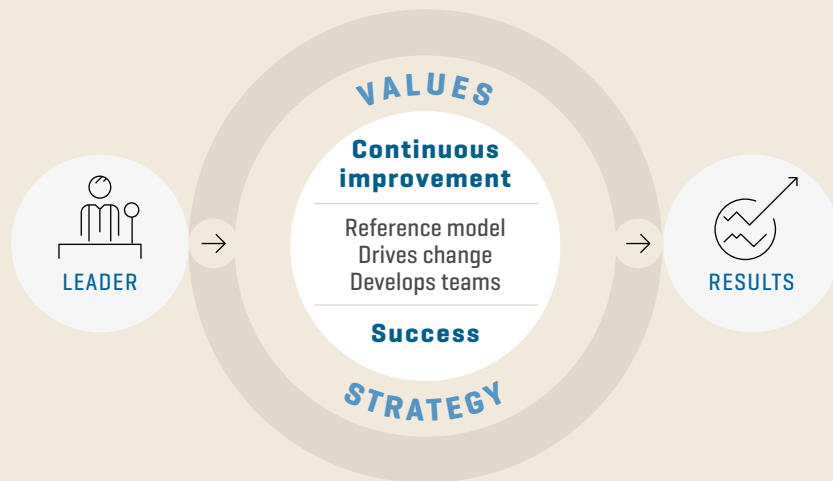 VALUES
Continuous
improvement
Reference model
Drives change
Develops teams
Success
STRATEGY
LEADER
RESULTS